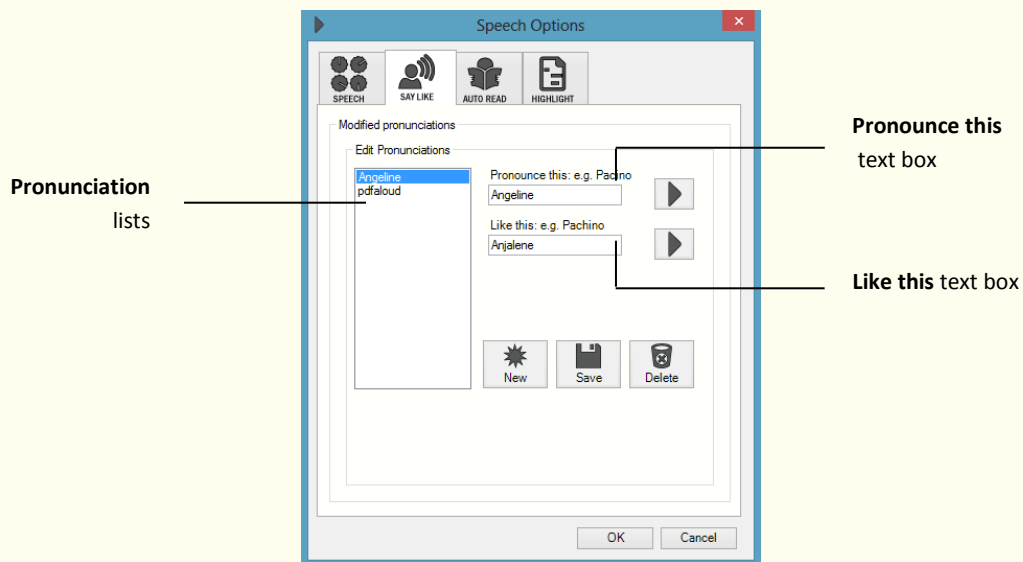 Speech Options
SPEECH
SAY LIKE
AUTO READ
HIGHLIGHT
Modified pronunciations
Edit Pronunciations
Angeline
pdfaloud
Pronounce this: e.g. Pacino
Angeline
Like this: e.g. Pachino
Anjalene
New
Save
Delete
OK
Cancel
Pronunciation
lists
Pronounce this
text box
Like this text box